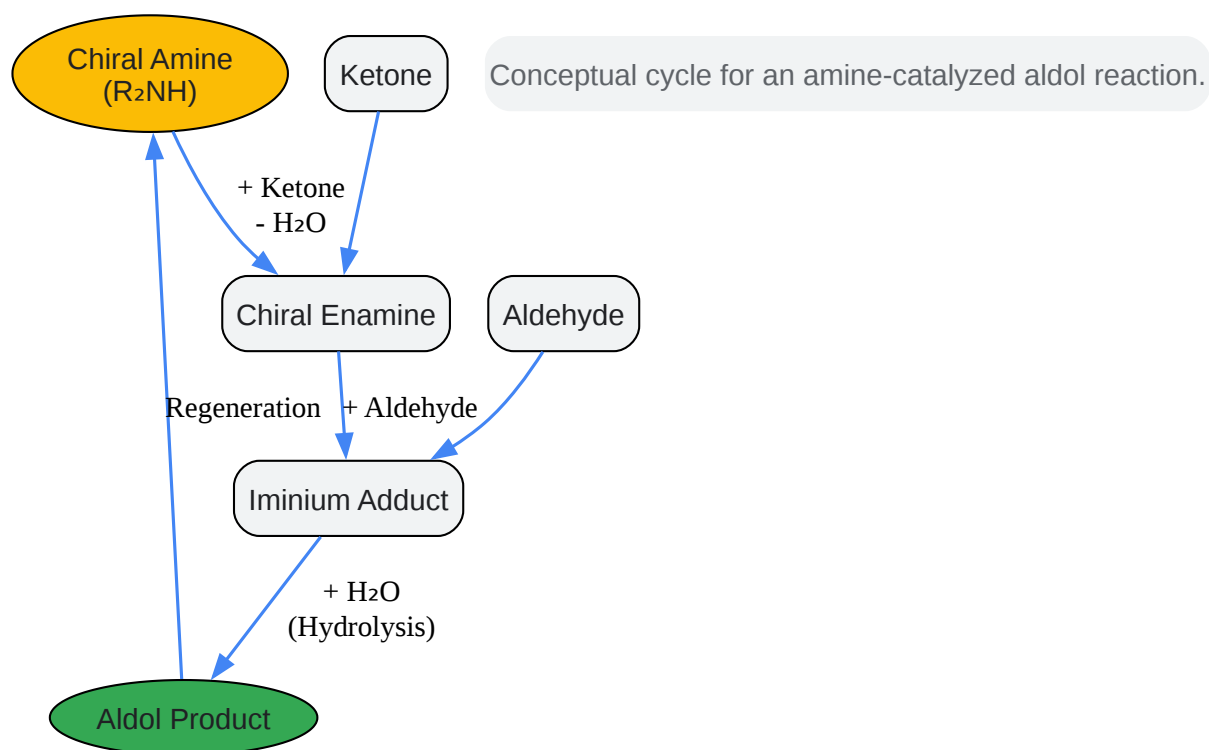 Chiral Amine
(R₂NH)
Ketone
Conceptual cycle for an amine-catalyzed aldol reaction.
+ Ketone
- H₂O
Chiral Enamine
Aldehyde
Regeneration
+ Aldehyde
Iminium Adduct
+ H₂O
(Hydrolysis)
Aldol Product